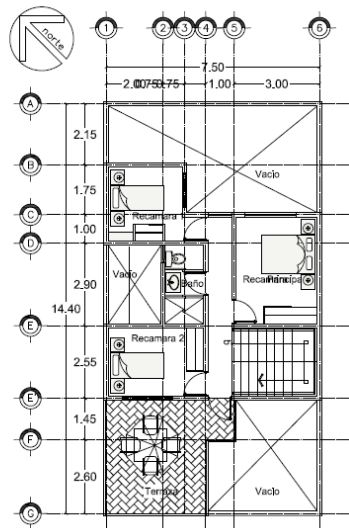 norte
1 2 3 4 5 6
7.50
2.00 .75 0.75 1.00 3.00
A
2.15
Vacio
B
1.75
Recamara 1
C
1.00
D
Vacio
Baño
Recamara Principal
2.90
14.40
E
Recamara 2
2.55
E'
1.45
F
2.60
Terraza
Vacio
G